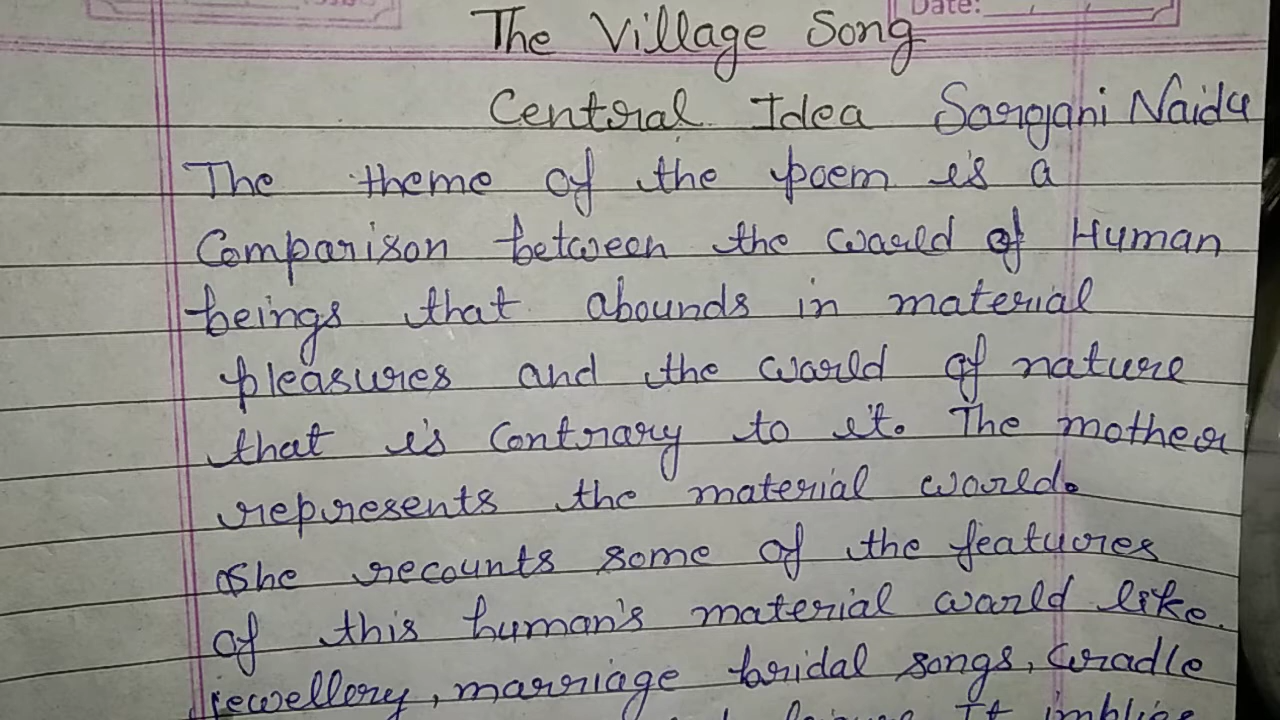 Date:
The Village Song
Central Idea Sarojani Naidu
The theme of the poem is a
Comparison between the world of Human
beings that abounds in material
pleasures and the world of nature
that is Contrary to it. The mother
represents the material world.
She recounts some of the features
of this human's material world like
jewellery, marriage bridal songs, Cradle
It implies